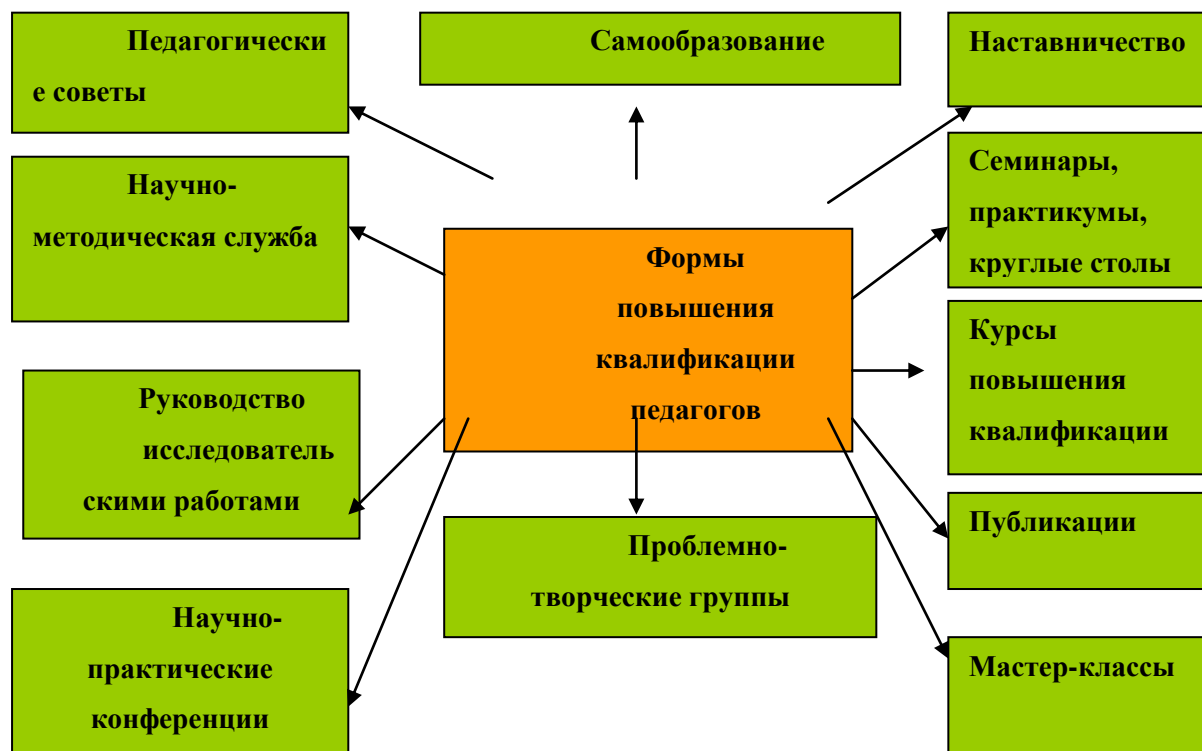 Педагогически
е советы
Самообразование
Наставничество
Научно-
методическая служба
Семинары,
практикумы,
круглые столы
Формы
повышения
квалификации
педагогов
Курсы
повышения
квалификации
Руководство
исследователь
скими работами
Проблемно-
творческие группы
Публикации
Научно-
практические
конференции
Мастер-классы